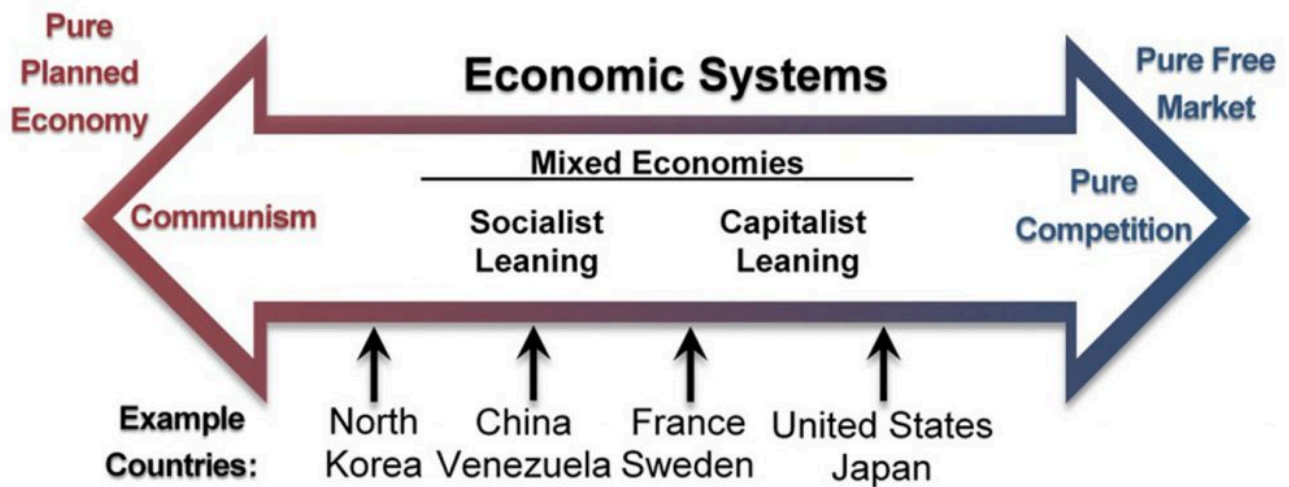 Pure
Planned
Economy
Economic Systems
Pure Free
Market
Mixed Economies
Communism
Socialist
Leaning
Capitalist
Leaning
Pure
Competition
Example
Countries:
North
Korea
China
Venezuela
France
Sweden
United States
Japan